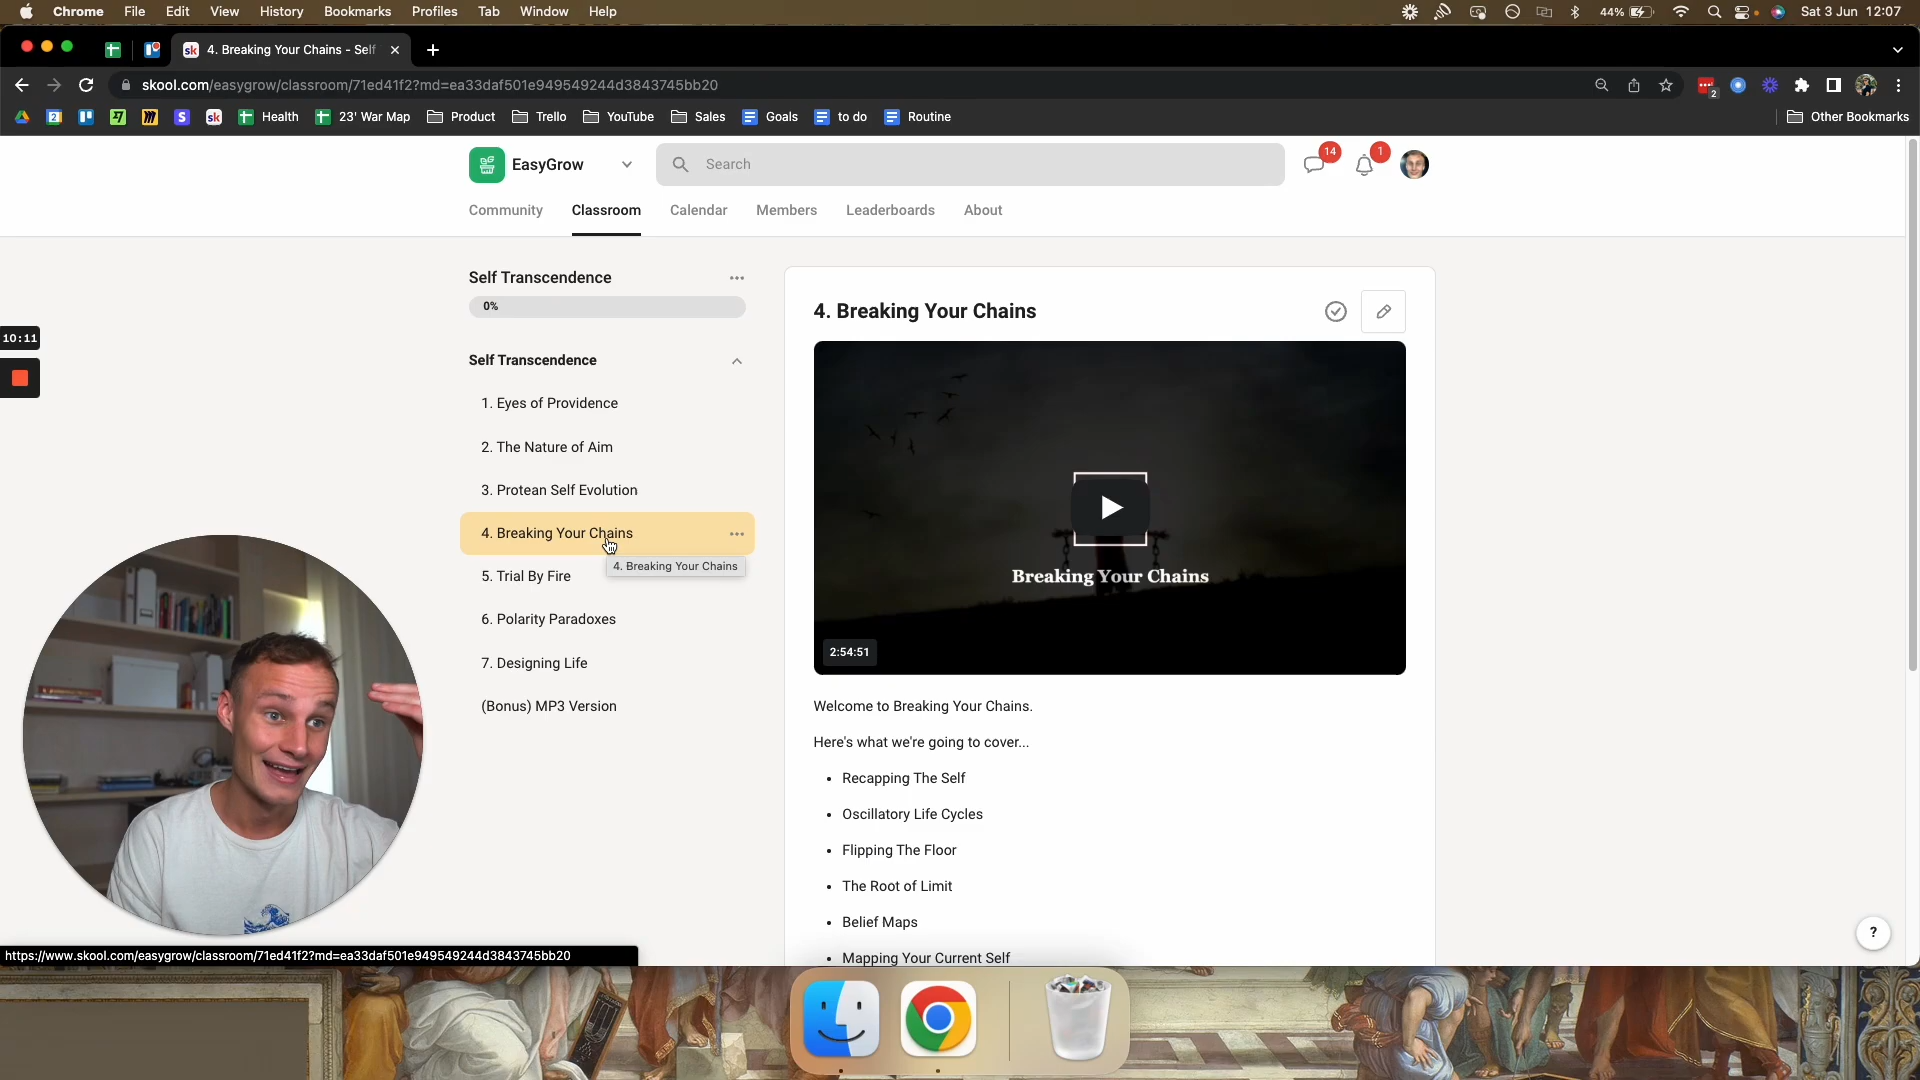 Chrome File Edit View History Bookmarks Profiles Tab Window Help 44% Sat 3 Jun 12:07
sk 4. Breaking Your Chains - Self
skool.com/easygrow/classroom/71ed41f2?md=ea33daf501e949549244d3843745bb20 2
2 sk Health 23' War Map Product Trello YouTube Sales Goals to do Routine Other Bookmarks
EasyGrow Search 14 1
Community Classroom Calendar Members Leaderboards About
Self Transcendence
0%
10:11
Self Transcendence
1. Eyes of Providence
2. The Nature of Aim
3. Protean Self Evolution
4. Breaking Your Chains
4. Breaking Your Chains
5. Trial By Fire
6. Polarity Paradoxes
7. Designing Life
(Bonus) MP3 Version
4. Breaking Your Chains
Breaking Your Chains
2:54:51
Welcome to Breaking Your Chains.
Here's what we're going to cover...
• Recapping The Self
• Oscillatory Life Cycles
• Flipping The Floor
• The Root of Limit
• Belief Maps
• Mapping Your Current Self
?
https://www.skool.com/easygrow/classroom/71ed41f2?md=ea33daf501e949549244d3843745bb20